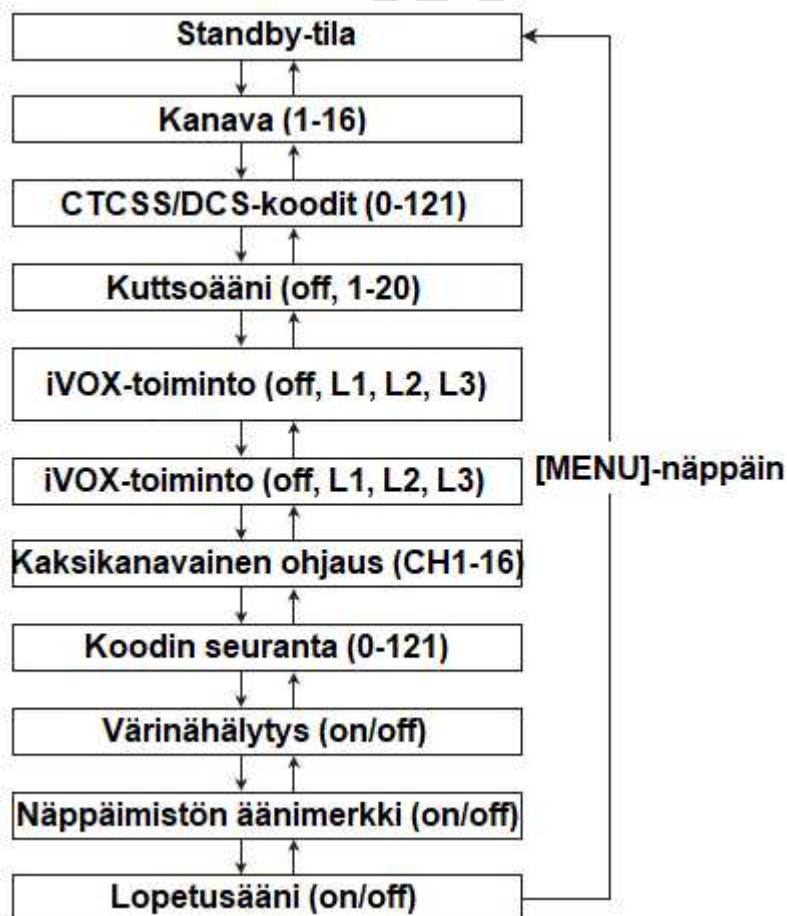 Standby-tila
Kanava (1-16)
CTCSS/DCS-koodit (0-121)
Kuttsoääni (off, 1-20)
iVOX-toiminto (off, L1, L2, L3)
iVOX-toiminto (off, L1, L2, L3)
[MENU]-näppäin
Kaksikanavainen ohjaus (CH1-16)
Koodin seuranta (0-121)
Värinähälytys (on/off)
Näppäimistön äänimerkki (on/off)
Lopetusääni (on/off)